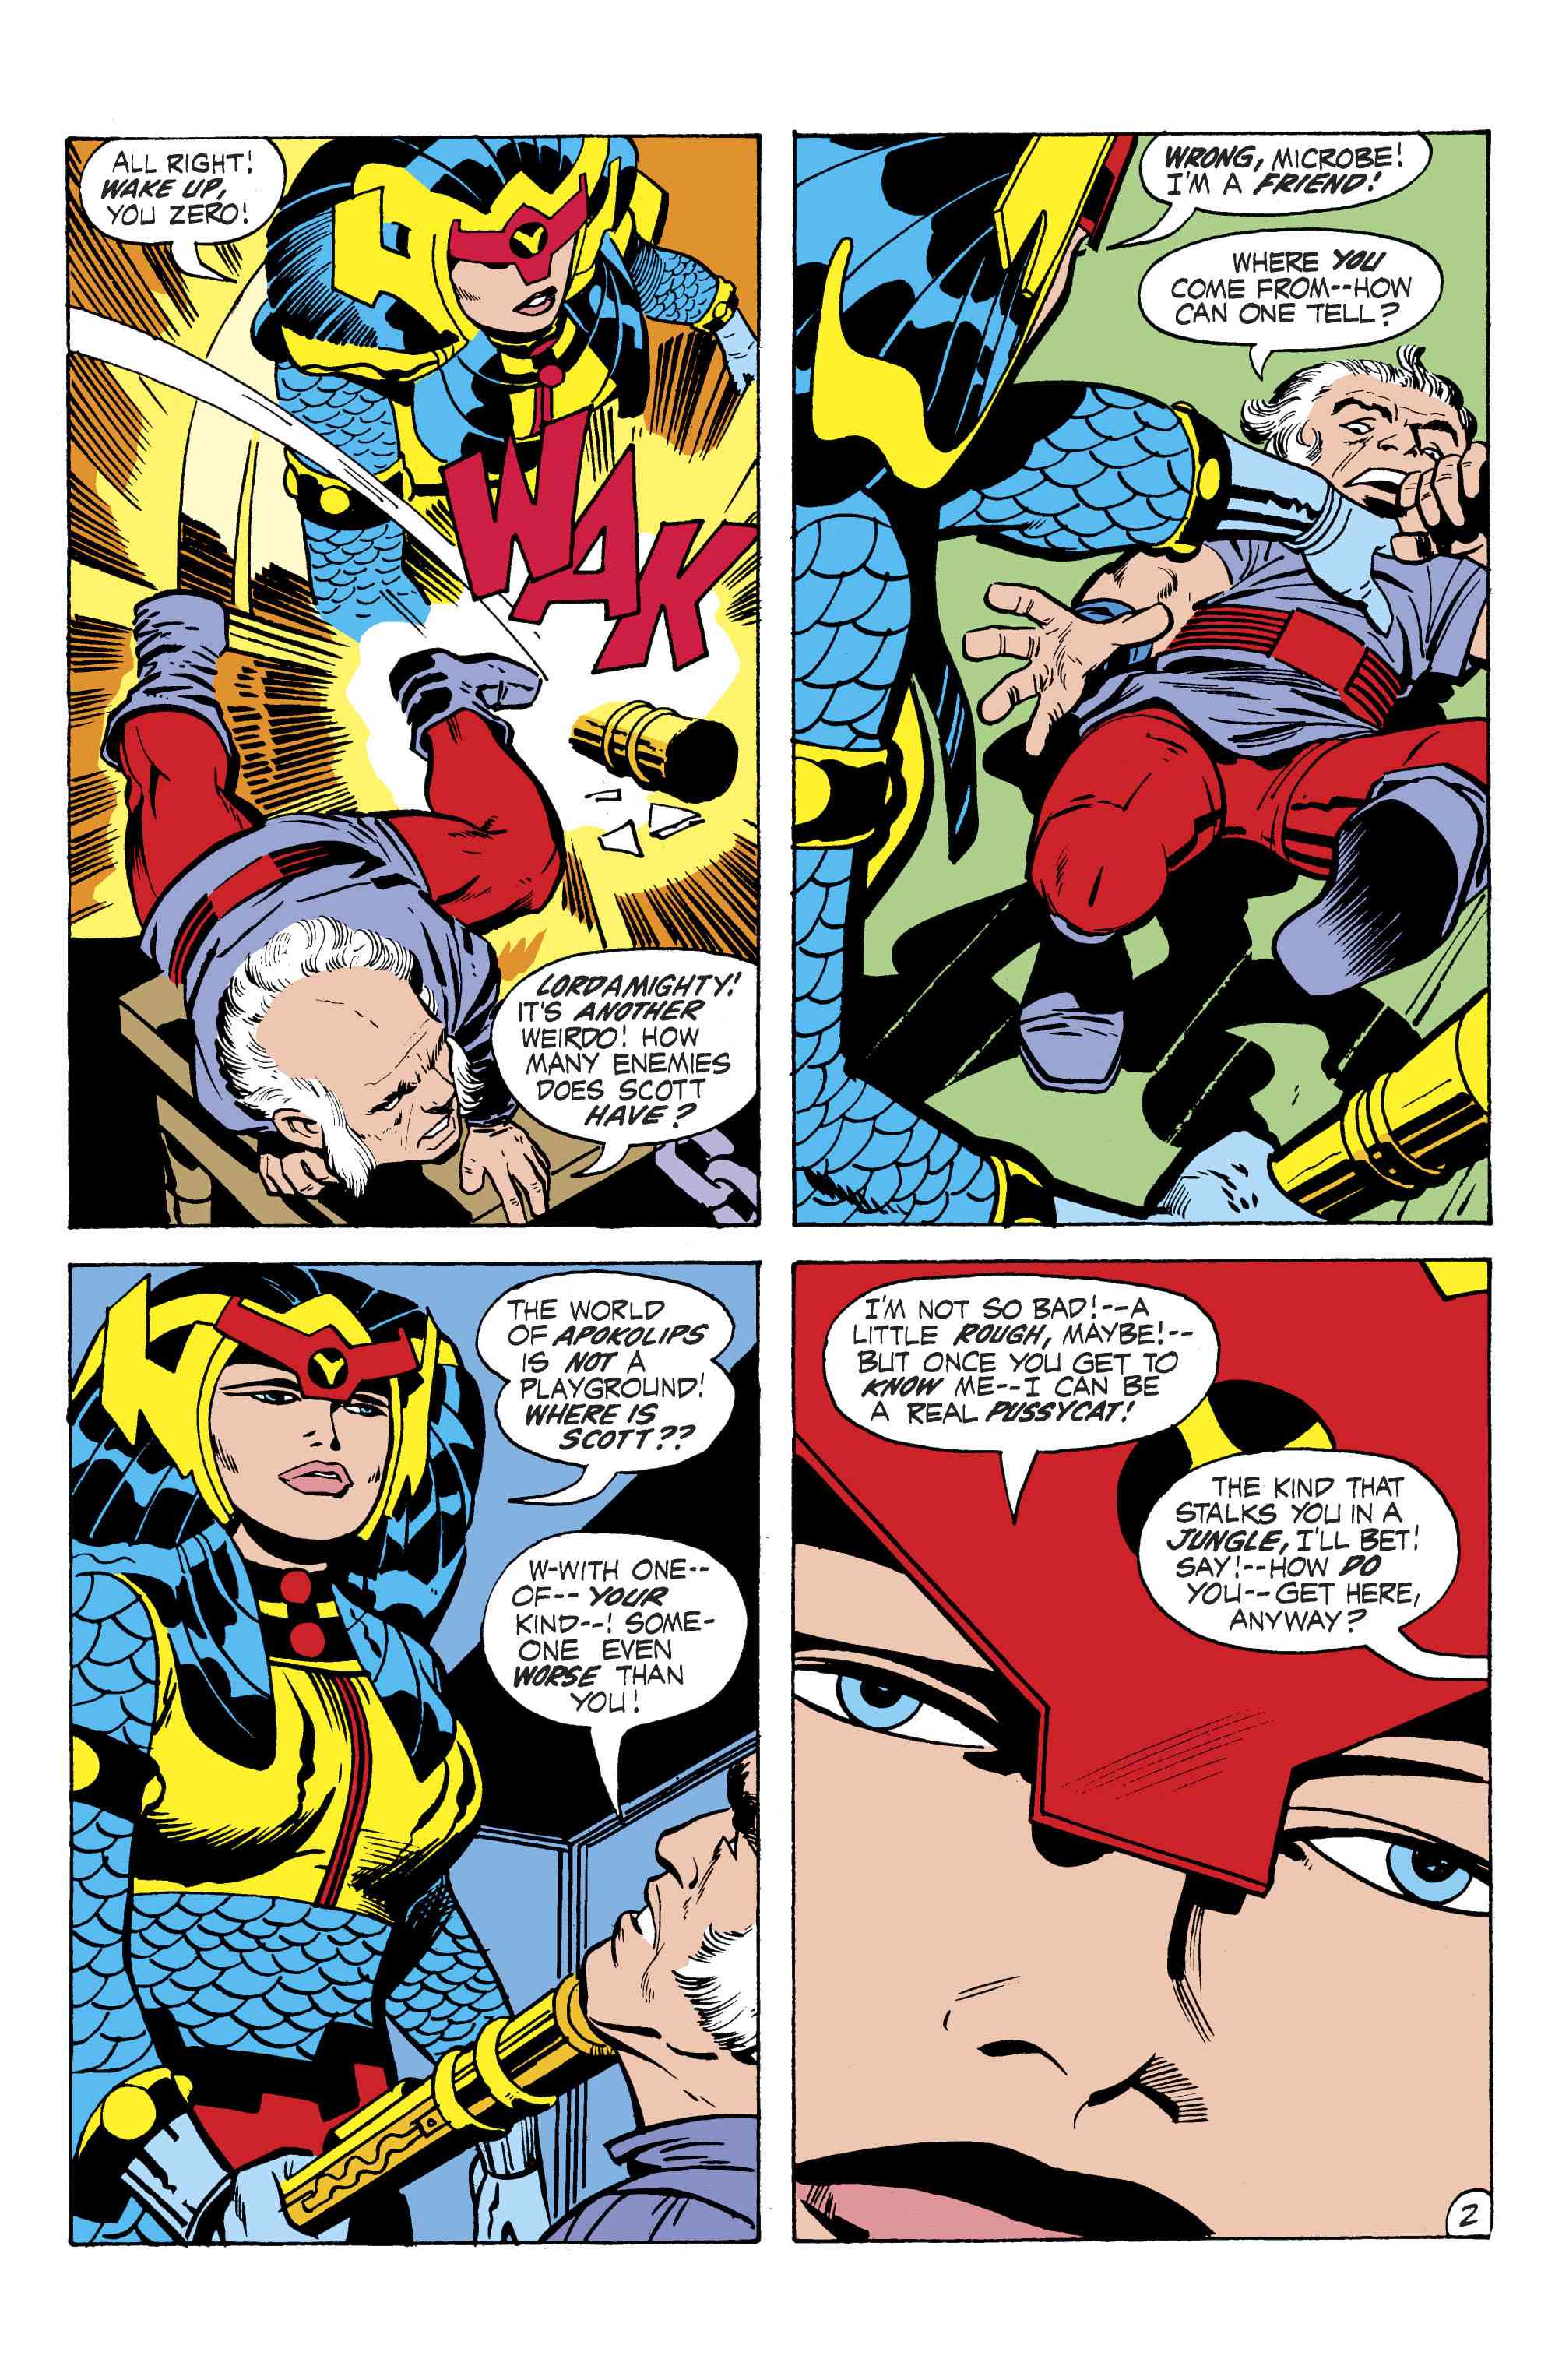 ALL RIGHT!
WAKE UP,
YOU ZERO!
WAK
LORDAMIGHTY!
IT'S ANOTHER
WEIRDO! HOW
MANY ENEMIES
DOES SCOTT
HAVE?
WRONG, MICROBE!
I'M A FRIEND!
WHERE YOU
COME FROM--HOW
CAN ONE TELL?
THE WORLD
OF APOKOLIPS
IS NOT A
PLAYGROUND!
WHERE IS
SCOTT??
W-WITH ONE--
OF--YOUR
KIND--! SOME-
ONE EVEN
WORSE THAN
YOU!
I'M NOT SO BAD!--A
LITTLE ROUGH, MAYBE!--
BUT ONCE YOU GET TO
KNOW ME--I CAN BE
A REAL PUSSYCAT!
THE KIND THAT
STALKS YOU IN A
JUNGLE, I'LL BET!
SAY!--HOW DO
YOU--GET HERE,
ANYWAY?
2